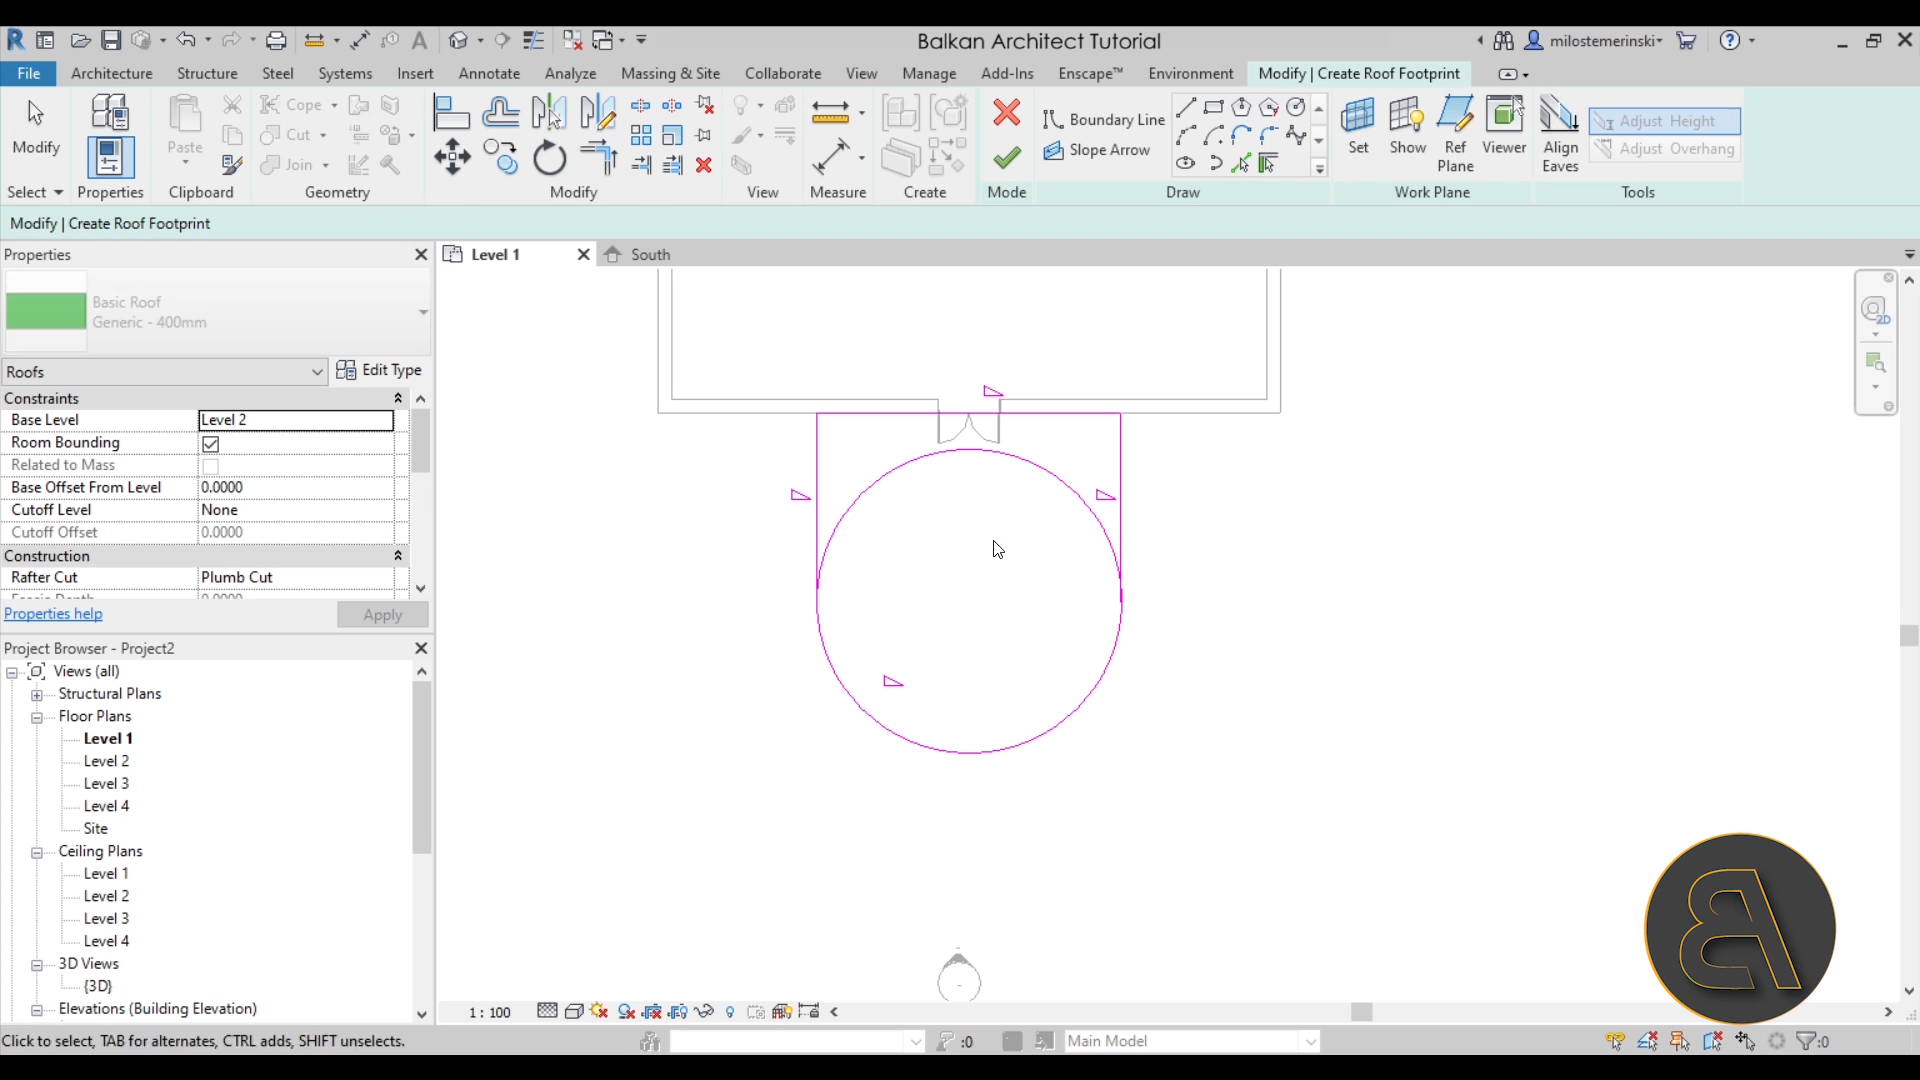 Balkan Architect Tutorial
milostemerinski
File Architecture Structure Steel Systems Insert Annotate Analyze Massing & Site Collaborate View Manage Add-Ins Enscape™ Environment Modify | Create Roof Footprint
Modify
Paste
Cope
Cut
Join
Boundary Line
Slope Arrow
Set
Show
Ref Plane
Viewer
Align Eaves
Adjust Height
Adjust Overhang
Select Properties Clipboard Geometry Modify View Measure Create Mode Draw Work Plane Tools
Modify | Create Roof Footprint
Properties
Level 1
South
Basic Roof
Generic - 400mm
Roofs
Edit Type
Constraints
Base Level Level 2
Room Bounding
Related to Mass
Base Offset From Level 0.0000
Cutoff Level None
Cutoff Offset 0.0000
Construction
Rafter Cut Plumb Cut
Properties help
Apply
Project Browser - Project2
Views (all)
Structural Plans
Floor Plans
Level 1
Level 2
Level 3
Level 4
Site
Ceiling Plans
Level 1
Level 2
Level 3
Level 4
3D Views
{3D}
Elevations (Building Elevation)
2D
1 : 100
Click to select, TAB for alternates, CTRL adds, SHIFT unselects.
:0
Main Model
:0